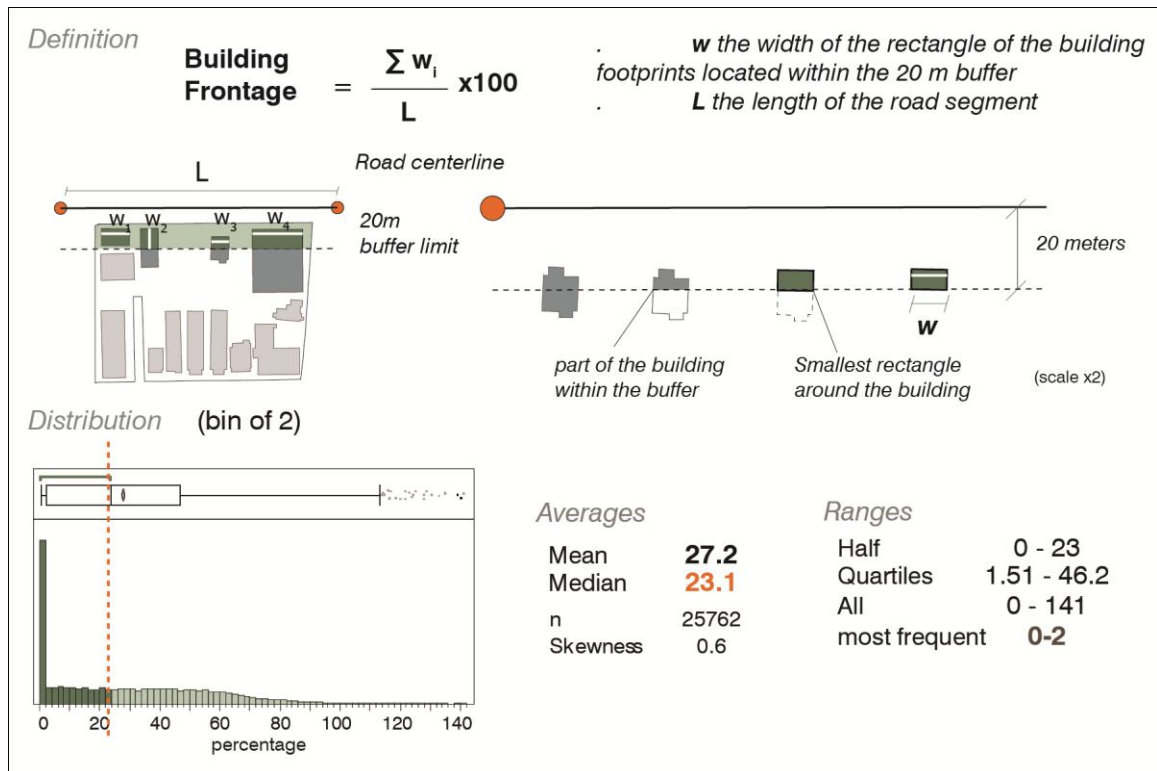 Definition
Building
Frontage
=
∑ wi
L
x100
. w the width of the rectangle of the building
footprints located within the 20 m buffer
. L the length of the road segment
L
Road centerline
W1 W2 W3 W4
20m
buffer limit
20 meters
w
part of the building
within the buffer
Smallest rectangle
around the building
(scale x2)
Distribution (bin of 2)
0 20 40 60 80 100 120 140
percentage
Averages
Mean 27.2
Median 23.1
n 25762
Skewness 0.6
Ranges
Half 0 - 23
Quartiles 1.51 - 46.2
All 0 - 141
most frequent 0-2